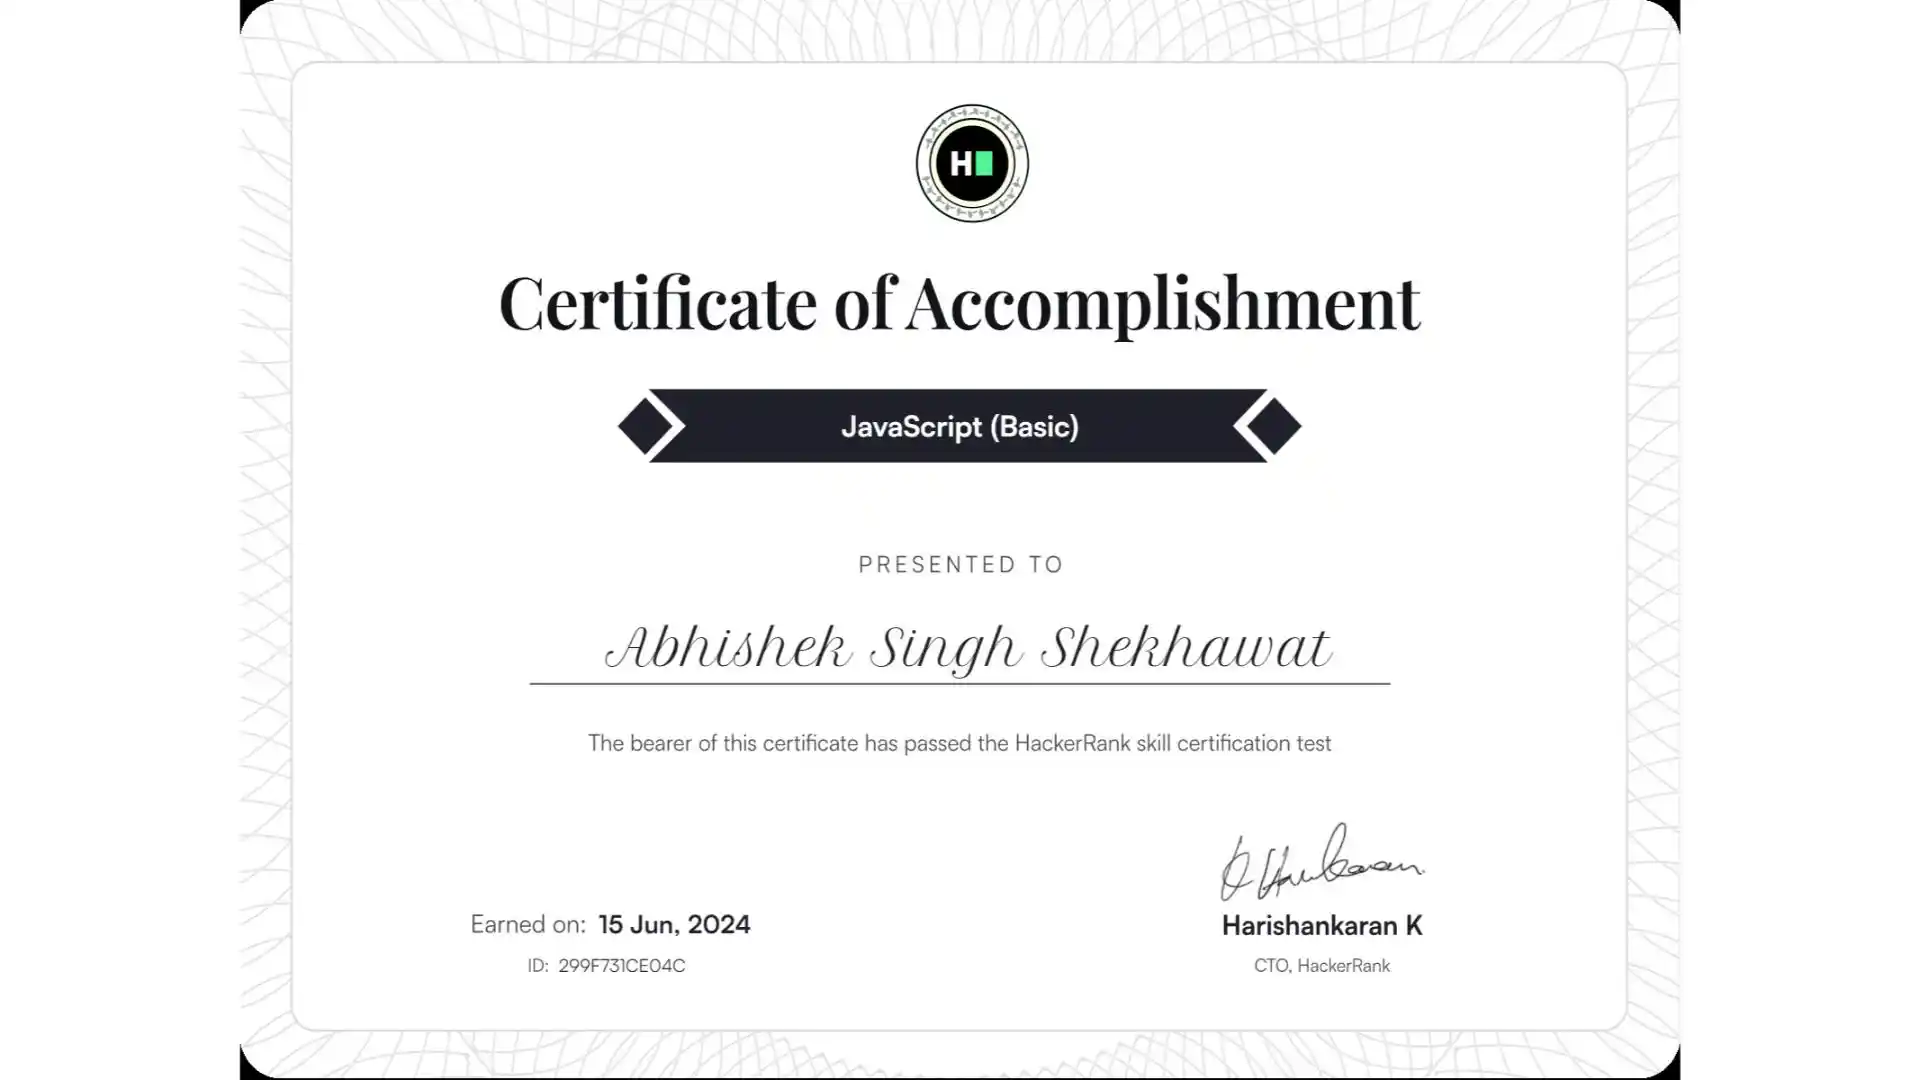 H
Certificate of Accomplishment
JavaScript (Basic)
PRESENTED TO
Abhishek Singh Shekhawat
The bearer of this certificate has passed the HackerRank skill certification test
Earned on: 15 Jun, 2024
ID: 299F731CE04C
Harishankaran K
CTO, HackerRank